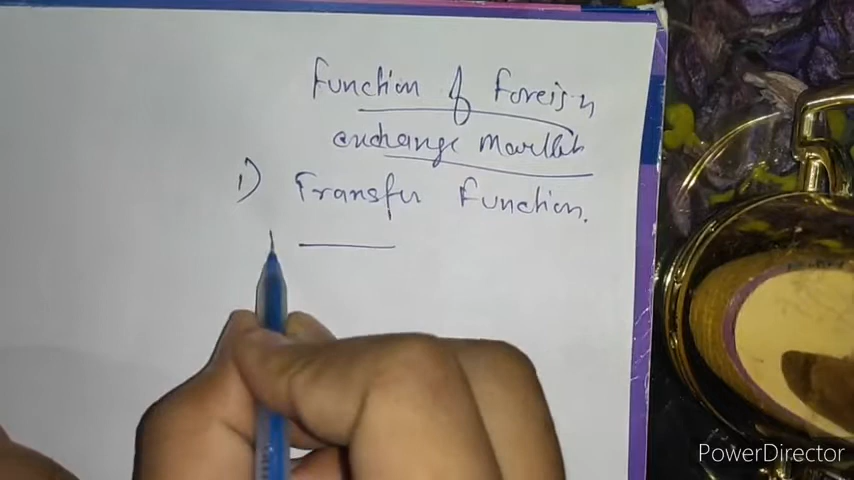 Function of Foreign
exchange Market
1) Transfer Function.
PowerDirector